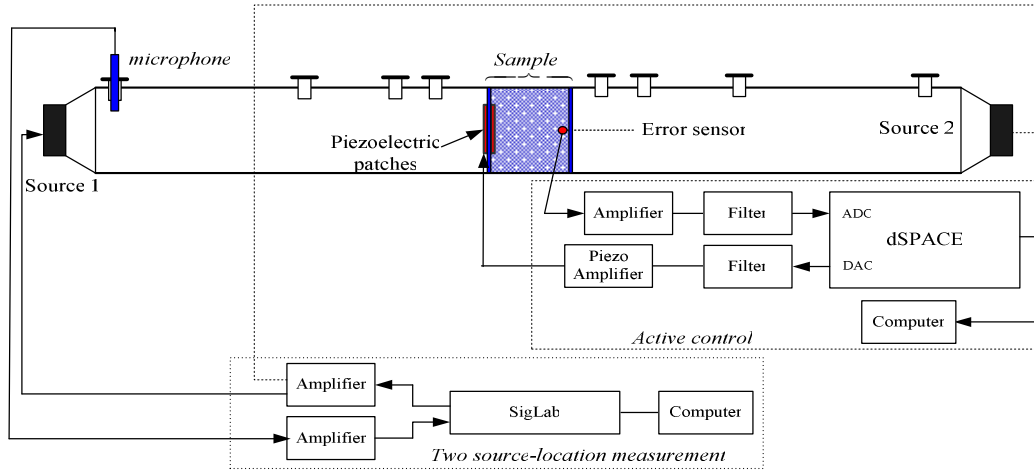 microphone
Sample
Piezoelectric
patches
Error sensor
Source 2
Source 1
Amplifier
Filter
ADC
dSPACE
DAC
Piezo
Amplifier
Filter
Computer
Active control
Amplifier
SigLab
Computer
Amplifier
Two source-location measurement